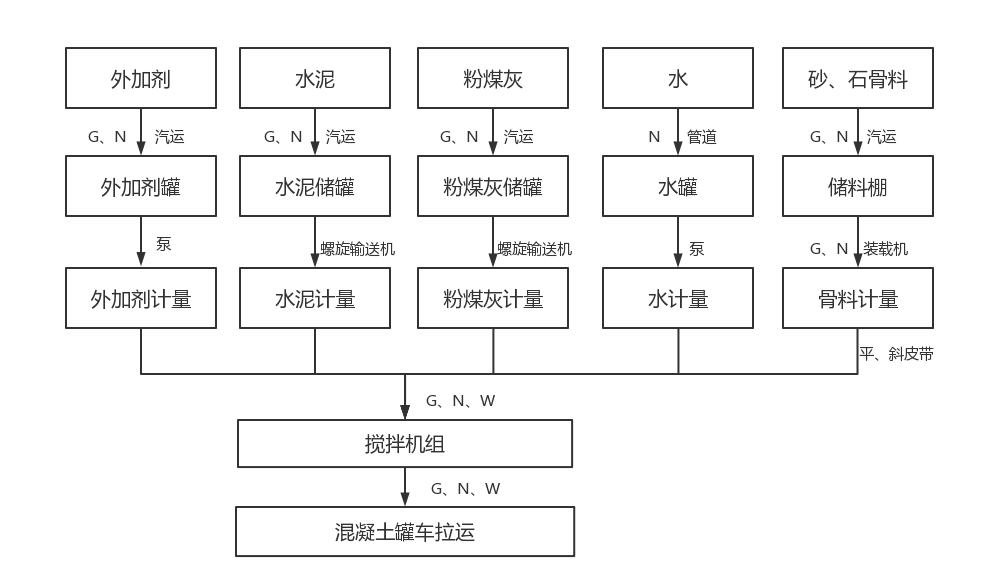 外加剂 水泥 粉煤灰 水 砂、石骨料
G、N 汽运 G、N 汽运 G、N 汽运 N 管道 G、N 汽运
外加剂罐 水泥储罐 粉煤灰储罐 水罐 储料棚
泵 螺旋输送机 螺旋输送机 泵 G、N 装载机
外加剂计量 水泥计量 粉煤灰计量 水计量 骨料计量
平、斜皮带
G、N、W
搅拌机组
G、N、W
混凝土罐车拉运